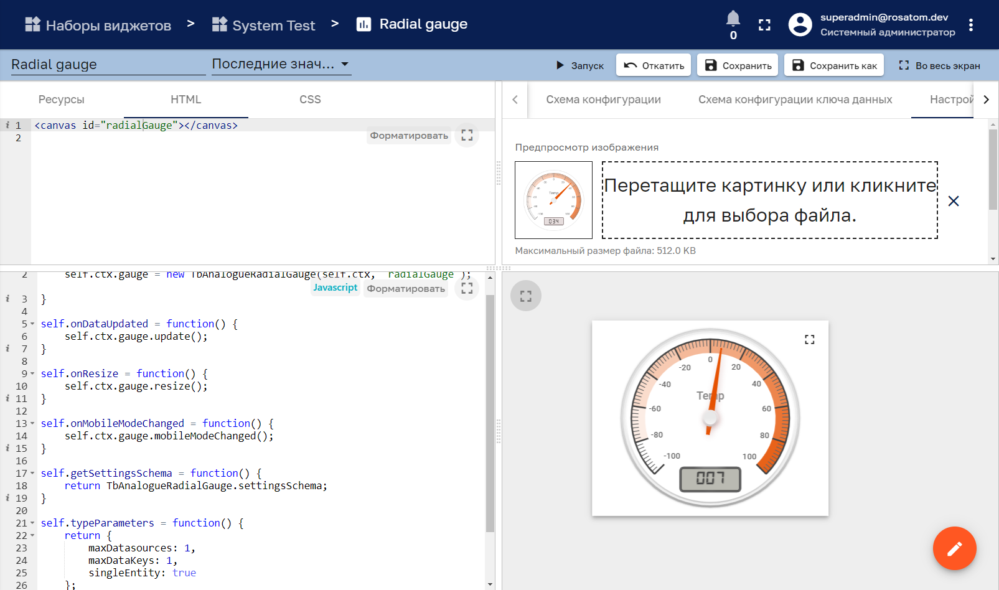 Наборы виджетов > System Test > Radial gauge
0
superadmin@rosatom.dev
Системный администратор
Radial gauge
Последние знач...
Запуск
Откатить
Сохранить
Сохранить как
Во весь экран
Ресурсы
HTML
CSS
1 <canvas id="radialGauge"></canvas>
2
Форматировать
Схема конфигурации
Схема конфигурации ключа данных
Настрой
Предпросмотр изображения
Temp
034
Перетащите картинку или кликните
для выбора файла.
Максимальный размер файла: 512.0 KB
2 self.ctx.gauge = new TbAnalogueRadialGauge(self.ctx, 'radialGauge');
Javascript
Форматировать
3 }
4
5 self.onDataUpdated = function() {
6 self.ctx.gauge.update();
7 }
8
9 self.onResize = function() {
10 self.ctx.gauge.resize();
11 }
12
13 self.onMobileModeChanged = function() {
14 self.ctx.gauge.mobileModeChanged();
15 }
16
17 self.getSettingsSchema = function() {
18 return TbAnalogueRadialGauge.settingsSchema;
19 }
20
21 self.typeParameters = function() {
22 return {
23 maxDatasources: 1,
24 maxDataKeys: 1,
25 singleEntity: true
26 };
0
-20 20
-40 40
Temp
-60 60
-80 80
-100 100
007